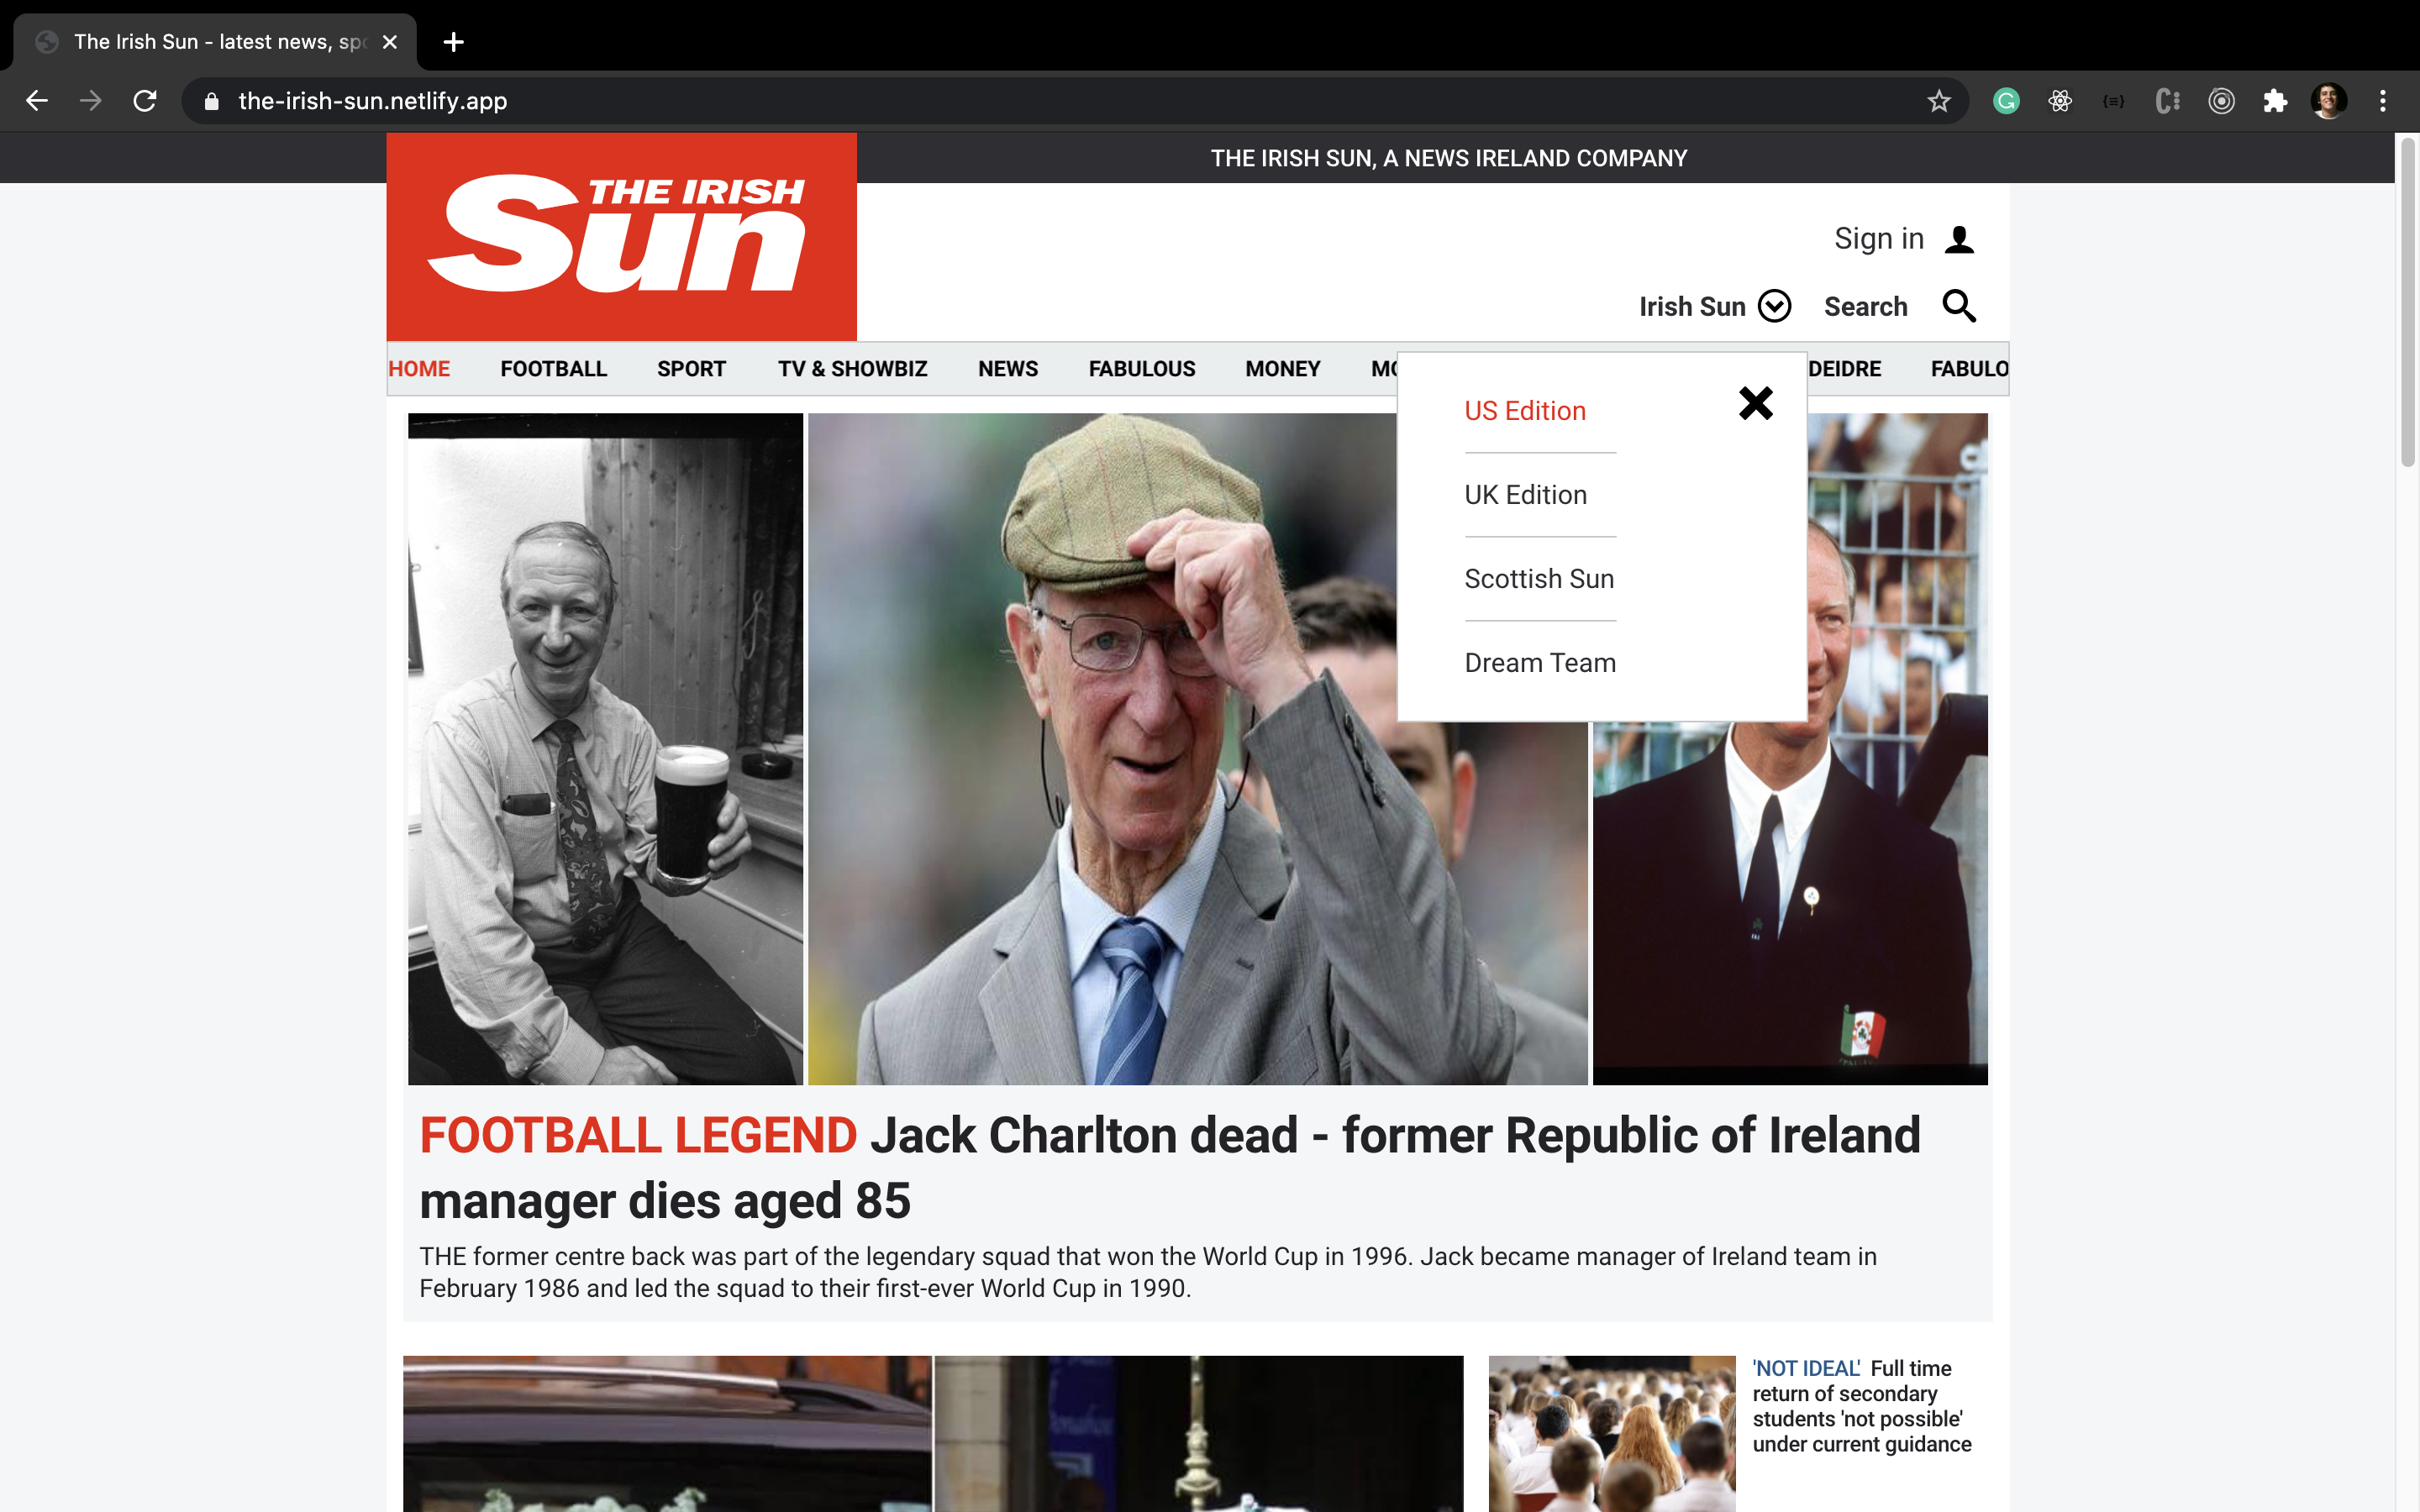 The Irish Sun - latest news, sp
the-irish-sun.netlify.app
THE IRISH SUN, A NEWS IRELAND COMPANY
THE IRISH
Sun
Sign in
Irish Sun
Search
HOME FOOTBALL SPORT TV & SHOWBIZ NEWS FABULOUS MONEY MO DEIDRE FABULO
US Edition
UK Edition
Scottish Sun
Dream Team
FOOTBALL LEGEND Jack Charlton dead - former Republic of Ireland
manager dies aged 85
THE former centre back was part of the legendary squad that won the World Cup in 1996. Jack became manager of Ireland team in
February 1986 and led the squad to their first-ever World Cup in 1990.
'NOT IDEAL' Full time
return of secondary
students 'not possible'
under current guidance